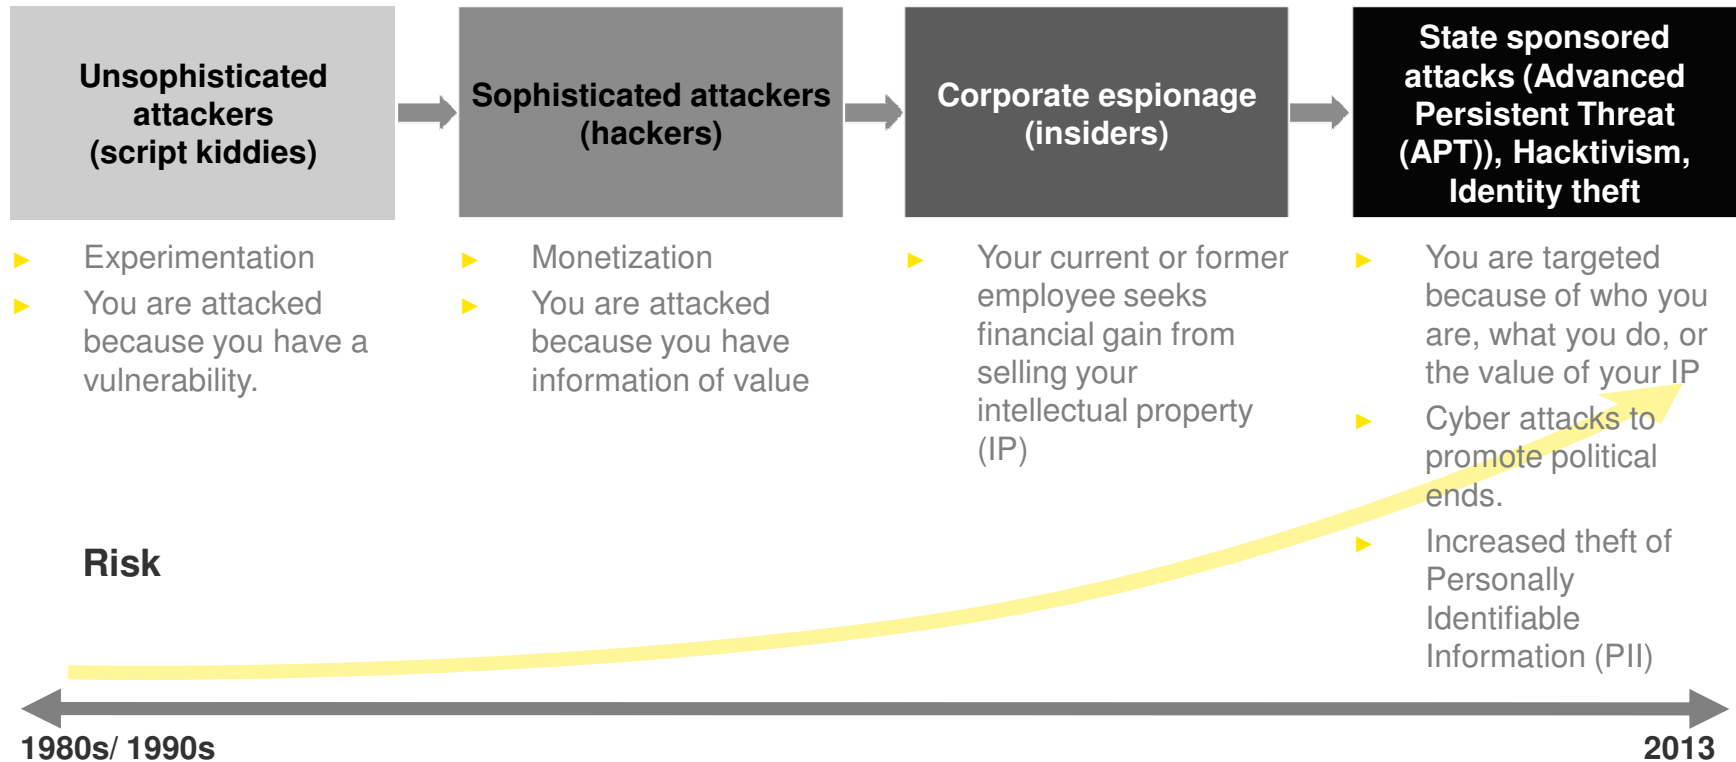 Unsophisticated
attackers
(script kiddies)
Sophisticated attackers
(hackers)
Corporate espionage
(insiders)
State sponsored
attacks (Advanced
Persistent Threat
(APT)), Hacktivism,
Identity theft
► Experimentation
► You are attacked
because you have a
vulnerability.
► Monetization
► You are attacked
because you have
information of value
► Your current or former
employee seeks
financial gain from
selling your
intellectual property
(IP)
► You are targeted
because of who you
are, what you do, or
the value of your IP
► Cyber attacks to
promote political
ends.
► Increased theft of
Personally
Identifiable
Information (PII)
Risk
1980s/ 1990s
2013